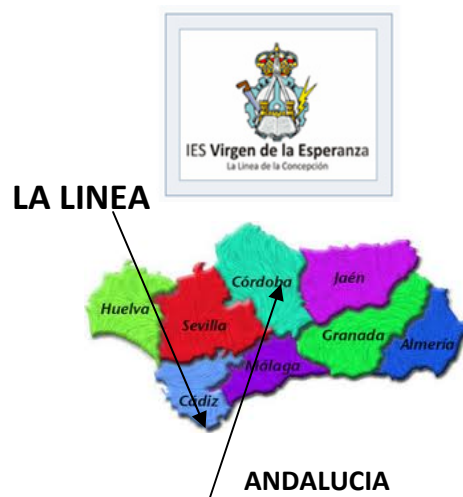 IES Virgen de la Esperanza
La Linea de la Concepción
LA LINEA
Córdoba
Jaén
Huelva
Sevilla
Granada
Almería
Málaga
Cádiz
ANDALUCIA